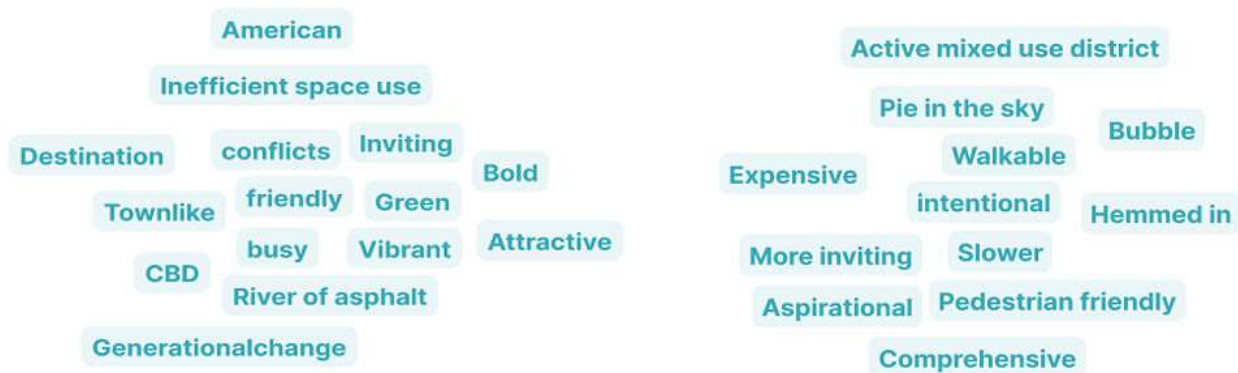 American
Inefficient space use
Destination
conflicts
Inviting
Bold
Townlike
friendly
Green
busy
Vibrant
Attractive
CBD
River of asphalt
Generationalchange
Active mixed use district
Pie in the sky
Bubble
Walkable
Expensive
intentional
Hemmed in
More inviting
Slower
Aspirational
Pedestrian friendly
Comprehensive